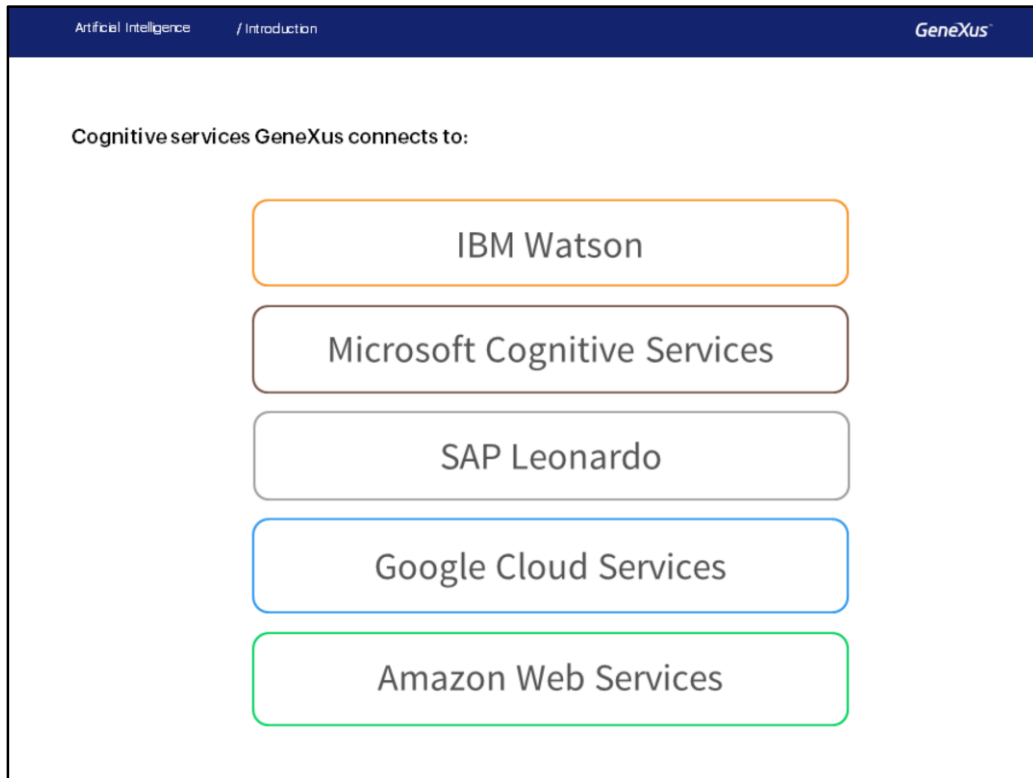 Artificial Intelligence / Introduction GeneXus™
Cognitive services GeneXus connects to:
IBM Watson
Microsoft Cognitive Services
SAP Leonardo
Google Cloud Services
Amazon Web Services